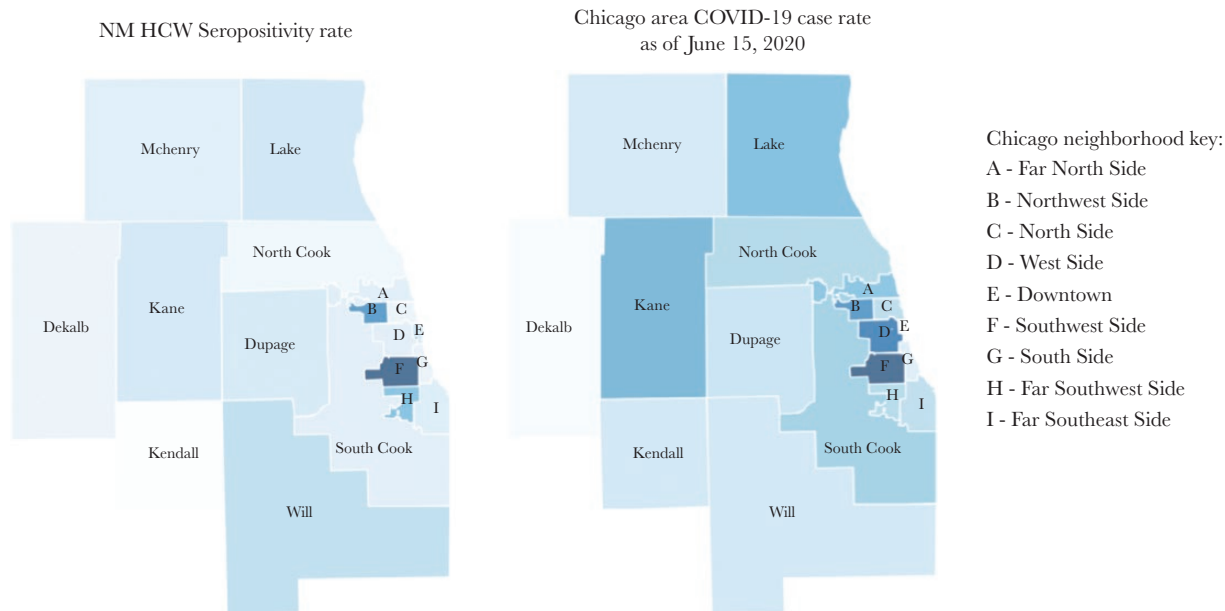 NM HCW Seropositivity rate
Mchenry
Lake
North Cook
Dekalb
Kane
Dupage
A
B
C
D
E
F
G
H
I
Kendall
South Cook
Will
Chicago area COVID-19 case rate
as of June 15, 2020
Mchenry
Lake
North Cook
Dekalb
Kane
Dupage
A
B
C
D
E
F
G
H
I
Kendall
South Cook
Will
Chicago neighborhood key:
A - Far North Side
B - Northwest Side
C - North Side
D - West Side
E - Downtown
F - Southwest Side
G - South Side
H - Far Southwest Side
I - Far Southeast Side